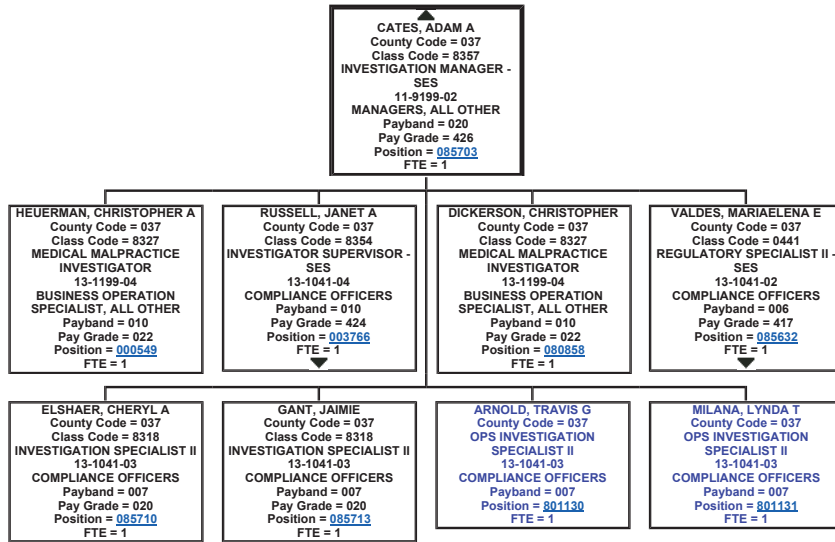 CATES, ADAM A
County Code = 037
Class Code = 8357
INVESTIGATION MANAGER -
SES
11-9199-02
MANAGERS, ALL OTHER
Payband = 020
Pay Grade = 426
Position = 085703
FTE = 1
HEUERMAN, CHRISTOPHER A
County Code = 037
Class Code = 8327
MEDICAL MALPRACTICE
INVESTIGATOR
13-1199-04
BUSINESS OPERATION
SPECIALIST, ALL OTHER
Payband = 010
Pay Grade = 022
Position = 000549
FTE = 1
RUSSELL, JANET A
County Code = 037
Class Code = 8354
INVESTIGATOR SUPERVISOR -
SES
13-1041-04
COMPLIANCE OFFICERS
Payband = 010
Pay Grade = 424
Position = 003766
FTE = 1
DICKERSON, CHRISTOPHER
County Code = 037
Class Code = 8327
MEDICAL MALPRACTICE
INVESTIGATOR
13-1199-04
BUSINESS OPERATION
SPECIALIST, ALL OTHER
Payband = 010
Pay Grade = 022
Position = 080858
FTE = 1
VALDES, MARIAELENA E
County Code = 037
Class Code = 0441
REGULATORY SPECIALIST II -
SES
13-1041-02
COMPLIANCE OFFICERS
Payband = 006
Pay Grade = 417
Position = 085632
FTE = 1
ELSHAER, CHERYL A
County Code = 037
Class Code = 8318
INVESTIGATION SPECIALIST II
13-1041-03
COMPLIANCE OFFICERS
Payband = 007
Pay Grade = 020
Position = 085710
FTE = 1
GANT, JAIMIE
County Code = 037
Class Code = 8318
INVESTIGATION SPECIALIST II
13-1041-03
COMPLIANCE OFFICERS
Payband = 007
Pay Grade = 020
Position = 085713
FTE = 1
ARNOLD, TRAVIS G
County Code = 037
OPS INVESTIGATION
SPECIALIST II
13-1041-03
COMPLIANCE OFFICERS
Payband = 007
Position = 801130
FTE = 1
MILANA, LYNDA T
County Code = 037
OPS INVESTIGATION
SPECIALIST II
13-1041-03
COMPLIANCE OFFICERS
Payband = 007
Position = 801131
FTE = 1